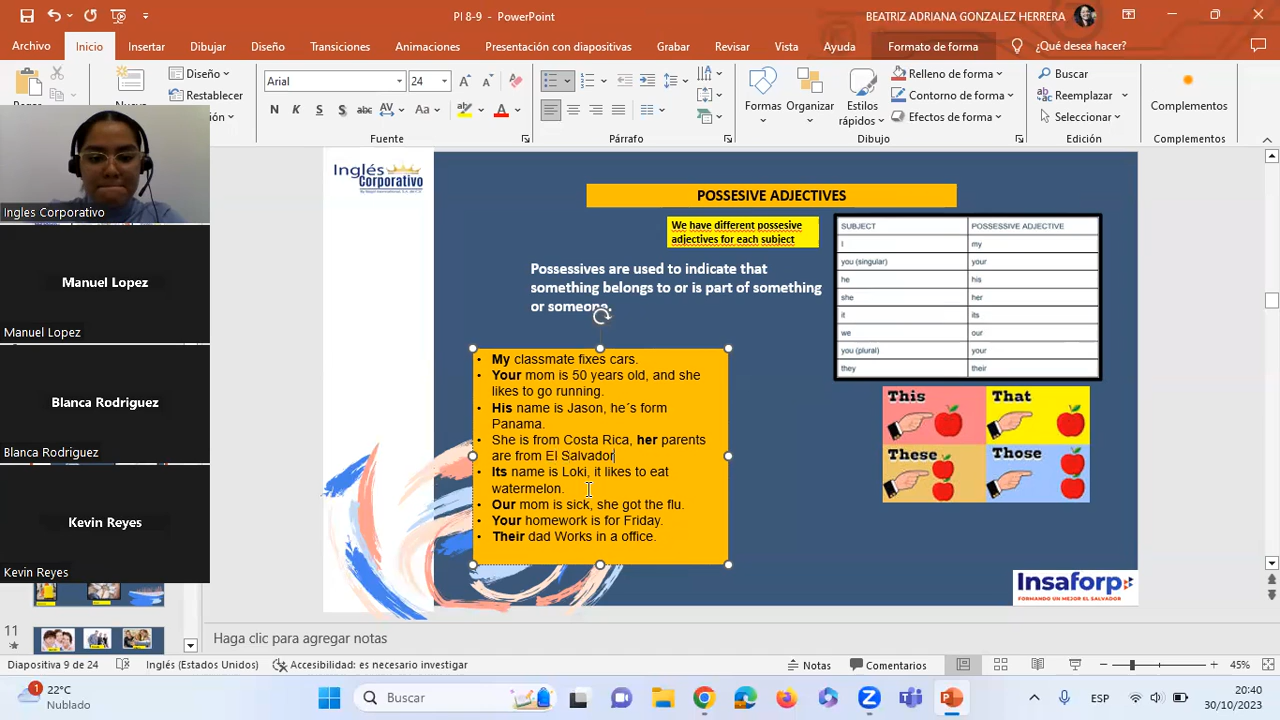 PI 8-9 - PowerPoint
BEATRIZ ADRIANA GONZALEZ HERRERA
Archivo Inicio Insertar Dibujar Diseño Transiciones Animaciones Presentación con diapositivas Grabar Revisar Vista Ayuda Formato de forma ¿Qué desea hacer?
Diseño
Restablecer
Arial 24
N K S S abc AV Aa
Fuente
Párrafo
Formas Organizar Estilos rápidos
Relleno de forma
Contorno de forma
Efectos de forma
Dibujo
Buscar
Reemplazar
Seleccionar
Edición
Complementos
Complementos
Ingles Corporativo
Manuel Lopez
Manuel Lopez
Blanca Rodriguez
Blanca Rodriguez
Kevin Reyes
Kevin Reyes
11
Inglés
Corporativo
POSSESIVE ADJECTIVES
We have different possesive
adjectives for each subject
Possessives are used to indicate that
something belongs to or is part of something
or someone.
SUBJECT POSSESSIVE ADJECTIVE
I my
you (singular) your
he his
she her
it its
we our
you (plural) your
they their
• My classmate fixes cars.
• Your mom is 50 years old, and she
likes to go running.
• His name is Jason, he´s form
Panama.
• She is from Costa Rica, her parents
are from El Salvador
• Its name is Loki, it likes to eat
watermelon.
• Our mom is sick, she got the flu.
• Your homework is for Friday.
• Their dad Works in a office.
This That
These Those
Insaforp
FORMANDO UN MEJOR EL SALVADOR
Haga clic para agregar notas
Diapositiva 9 de 24 Inglés (Estados Unidos) Accesibilidad: es necesario investigar Notas Comentarios 45%
1 22°C
Nublado
Buscar
ESP
20:40
30/10/2023